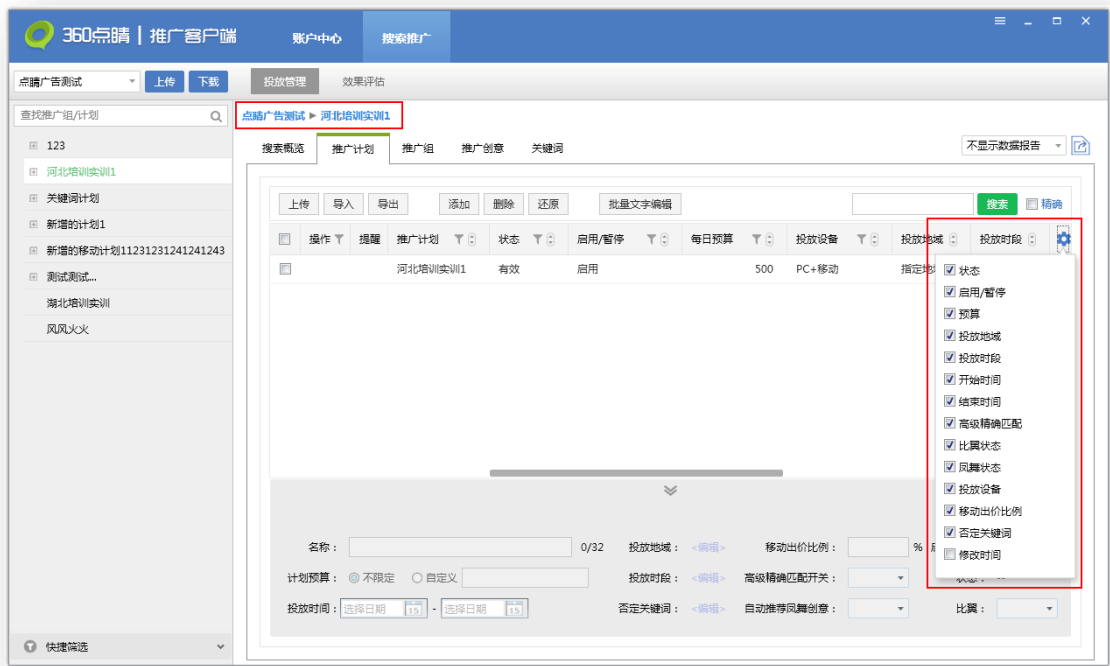 360点睛 | 推广客户端 账户中心 搜索推广
点睛广告测试 上传 下载 投放管理 效果评估
查找推广组/计划 点睛广告测试 ▶ 河北培训实训1
123
河北培训实训1
关键词计划
新增的计划1
新增的移动计划11231231241241243
测试测试...
湖北培训实训
风风火火
快捷筛选
搜索概览 推广计划 推广组 推广创意 关键词 不显示数据报告
上传 导入 导出 添加 删除 还原 批量文字编辑 搜索 精确
操作 提醒 推广计划 状态 启用/暂停 每日预算 投放设备 投放地域 投放时段
河北培训实训1 有效 启用 500 PC+移动 指定地
状态
启用/暂停
预算
投放地域
投放时段
开始时间
结束时间
高级精确匹配
比翼状态
凤舞状态
投放设备
移动出价比例
否定关键词
修改时间
名称： 0/32 投放地域： <编辑> 移动出价比例： %
计划预算： 不限定 自定义 投放时段： <编辑> 高级精确匹配开关： 状态： --
投放时间： 选择日期 15 - 选择日期 15 否定关键词： <编辑> 自动推荐凤舞创意： 比翼：